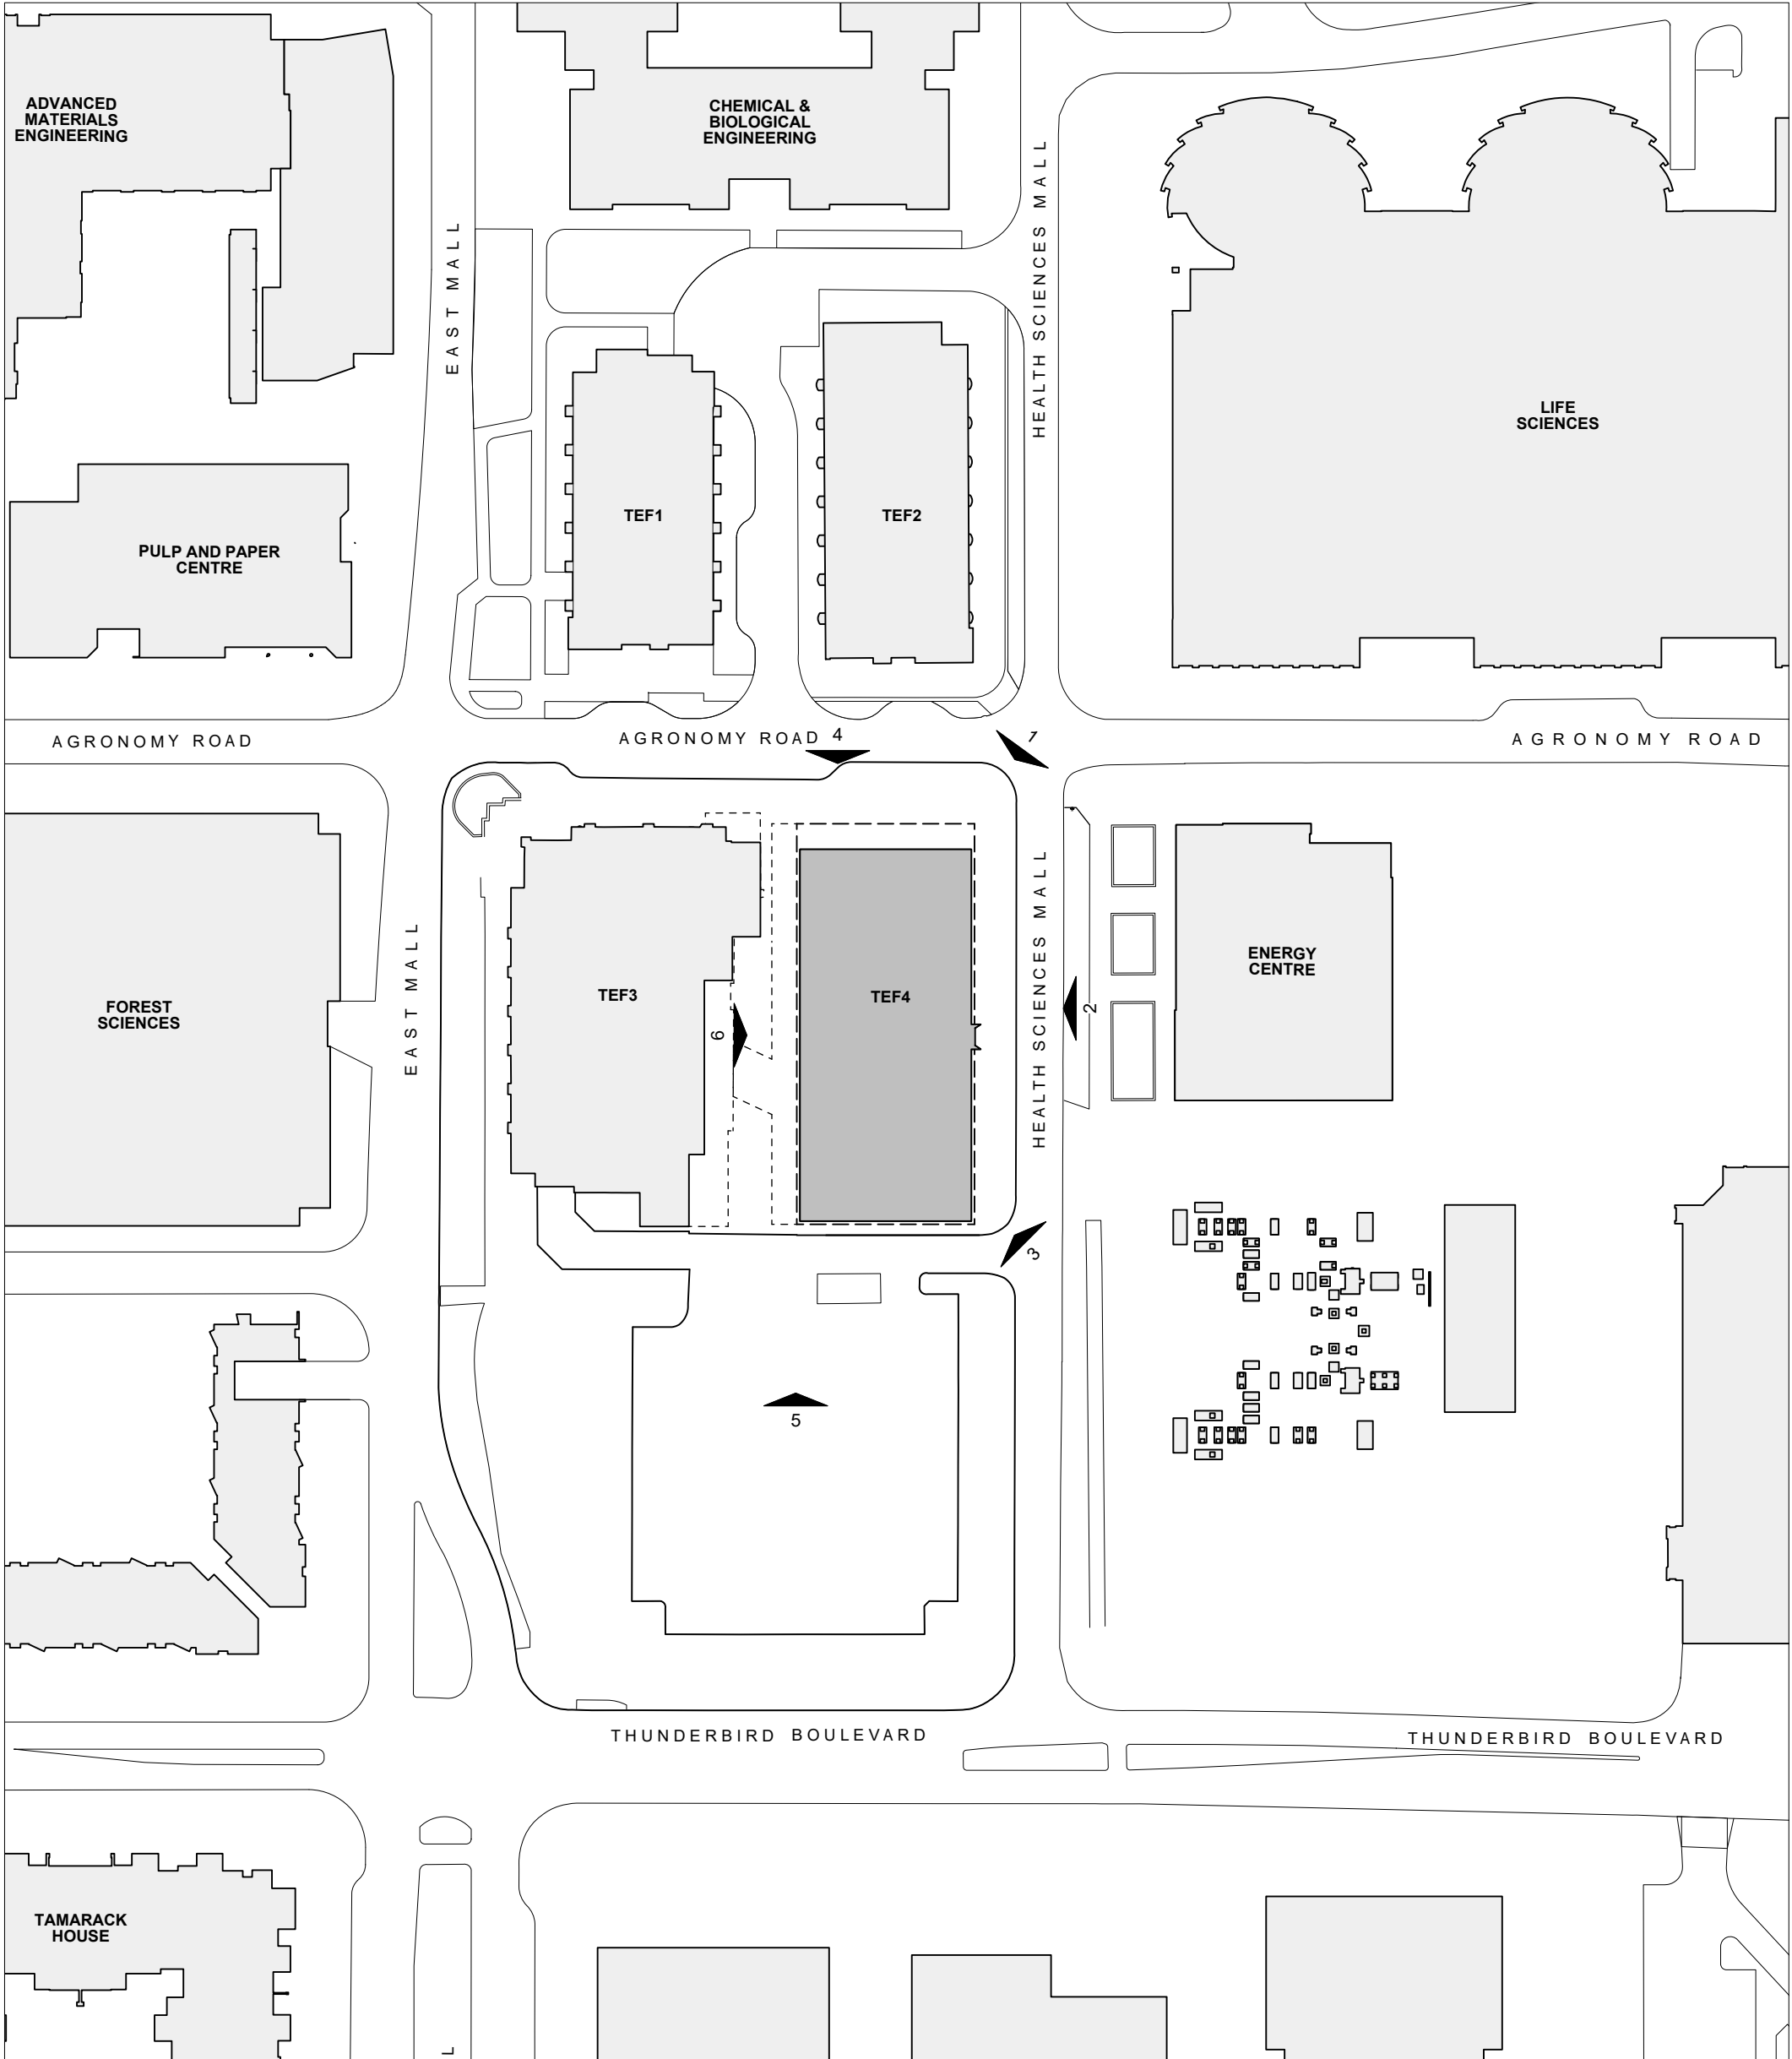 ADVANCED
MATERIALS
ENGINEERING
CHEMICAL &
BIOLOGICAL
ENGINEERING
EAST MALL
HEALTH SCIENCES MALL
LIFE
SCIENCES
TEF1
TEF2
PULP AND PAPER
CENTRE
AGRONOMY ROAD
AGRONOMY ROAD
4
1
AGRONOMY ROAD
EAST MALL
HEALTH SCIENCES MALL
ENERGY
CENTRE
FOREST
SCIENCES
TEF3
TEF4
2
6
3
5
THUNDERBIRD BOULEVARD
THUNDERBIRD BOULEVARD
TAMARACK
HOUSE
L